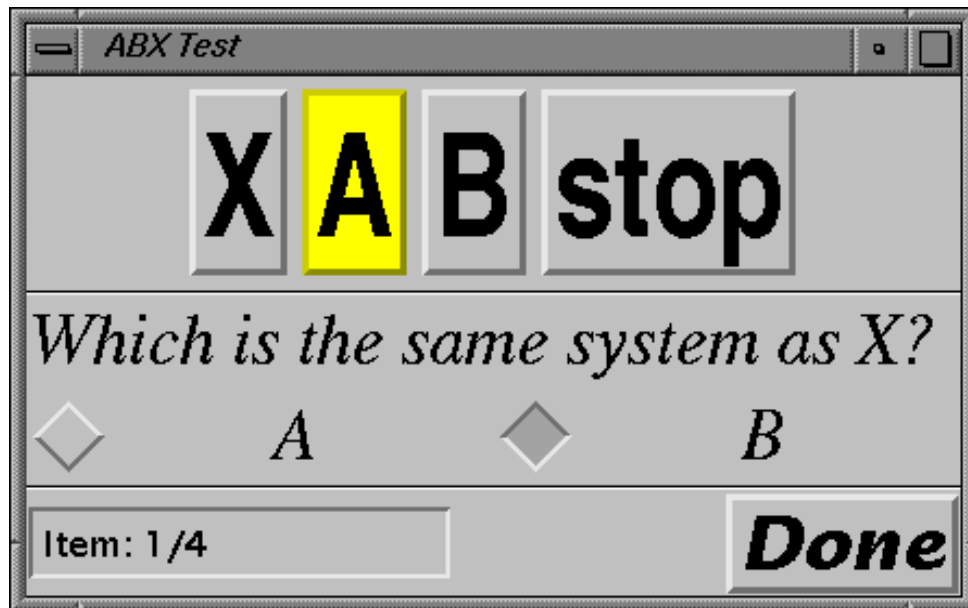 ABX Test
X A B stop
Which is the same system as X?
A B
Item: 1/4 Done